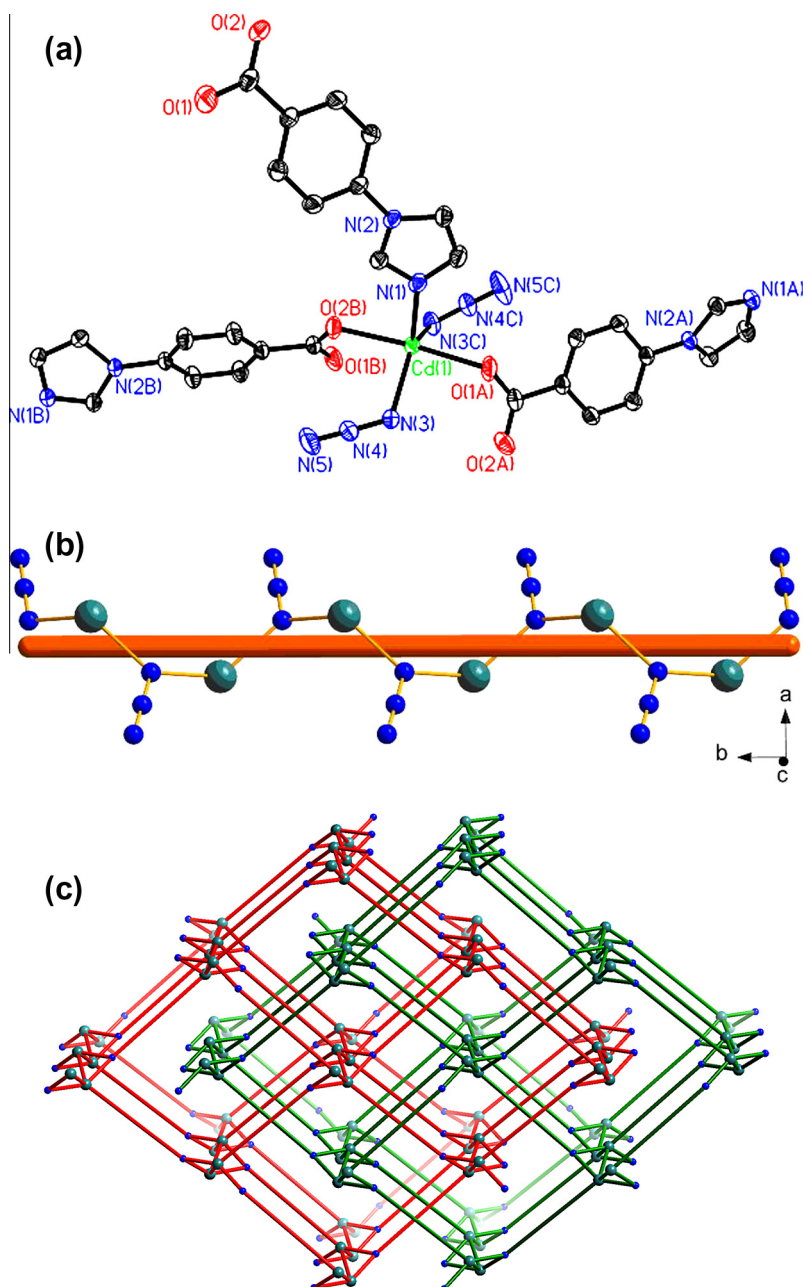 (a)
O(2)
O(1)
N(2)
N(1)
N(5C)
N(4C)
N(3C)
N(1A)
N(2A)
O(2B)
O(1B)
Cd(1)
O(1A)
N(2B)
N(1B)
N(3)
N(4)
N(5)
O(2A)
(b)
a
b
c
(c)